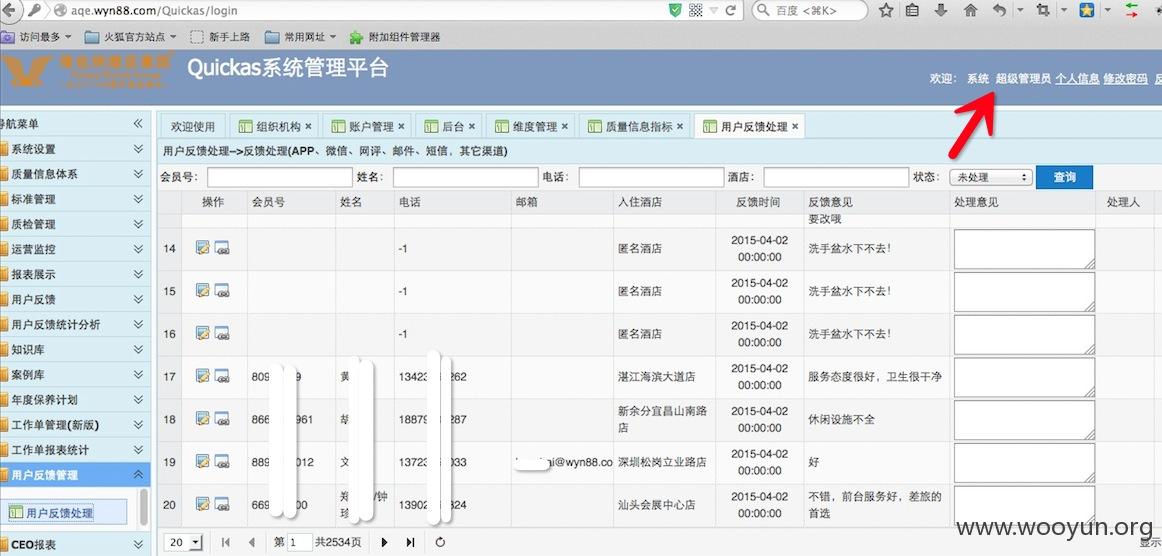 aqe.wyn88.com/Quickas/login
百度 <⌘K>
访问最多
火狐官方站点
新手上路
常用网址
附加组件管理器
Quickas系统管理平台
欢迎： 系统 超级管理员 个人信息 修改密码
航菜单
系统设置
质量信息体系
标准管理
质检管理
运营监控
报表展示
用户反馈
用户反馈统计分析
知识库
案例库
年度保养计划
工作单管理(新版)
工作单报表统计
用户反馈管理
用户反馈处理
CEO报表
欢迎使用 组织机构 账户管理 后台 维度管理 质量信息指标 用户反馈处理
用户反馈处理-->反馈处理(APP、微信、网评、邮件、短信，其它渠道)
会员号： 姓名： 电话： 酒店： 状态： 未处理 查询
操作 会员号 姓名 电话 邮箱 入住酒店 反馈时间 反馈意见 处理意见 处理人
要改哦
14 -1 匿名酒店 2015-04-02 00:00:00 洗手盆水下不去!
15 -1 匿名酒店 2015-04-02 00:00:00 洗手盆水下不去!
16 -1 匿名酒店 2015-04-02 00:00:00 洗手盆水下不去!
17 809 9 黄 13423 262 湛江海滨大道店 2015-04-02 00:00:00 服务态度很好，卫生很干净
18 866 961 胡 18879 287 新余分宜昌山南路店 2015-04-02 00:00:00 休闲设施不全
19 889 012 文 13723 033 ai@wyn88.co 深圳松岗立业路店 2015-04-02 00:00:00 好
20 669 00 郑 /钟珍 13902 324 汕头会展中心店 2015-04-02 00:00:00 不错，前台服务好，差旅的首选
20 第 1 共2534页
显示
www.wooyun.org